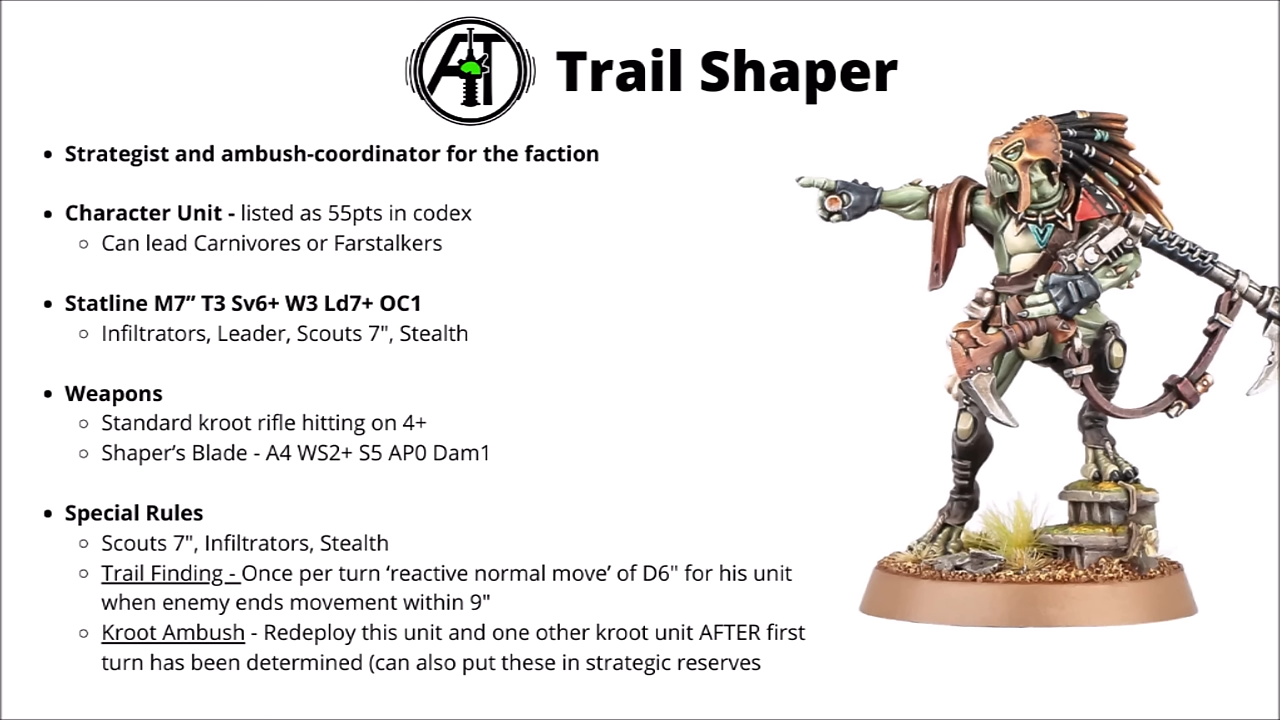 AT
Trail Shaper
• Strategist and ambush-coordinator for the faction
• Character Unit - listed as 55pts in codex
○ Can lead Carnivores or Farstalkers
• Statline M7” T3 Sv6+ W3 Ld7+ OC1
○ Infiltrators, Leader, Scouts 7", Stealth
• Weapons
○ Standard kroot rifle hitting on 4+
○ Shaper’s Blade - A4 WS2+ S5 AP0 Dam1
• Special Rules
○ Scouts 7", Infiltrators, Stealth
○ Trail Finding - Once per turn ‘reactive normal move’ of D6" for his unit
when enemy ends movement within 9"
○ Kroot Ambush - Redeploy this unit and one other kroot unit AFTER first
turn has been determined (can also put these in strategic reserves